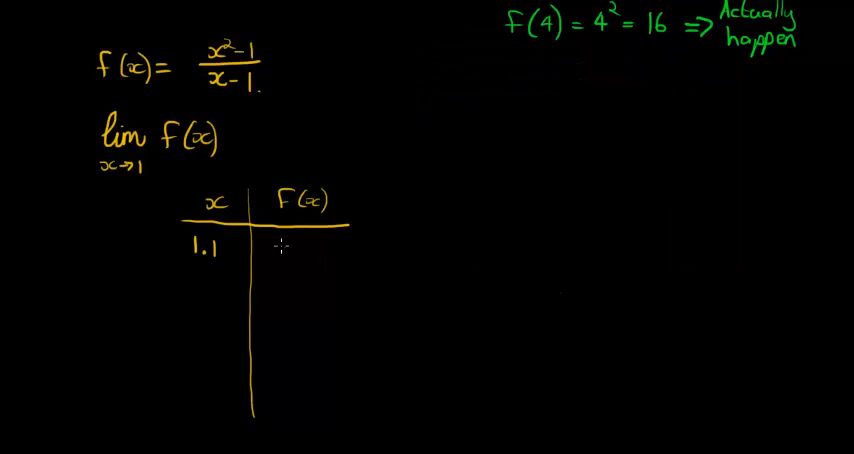 F(4) = 4² = 16 => Actually happen
f(x) = x²-1 / x-1.
lim x→1 F(x)
x F(x)
1.1